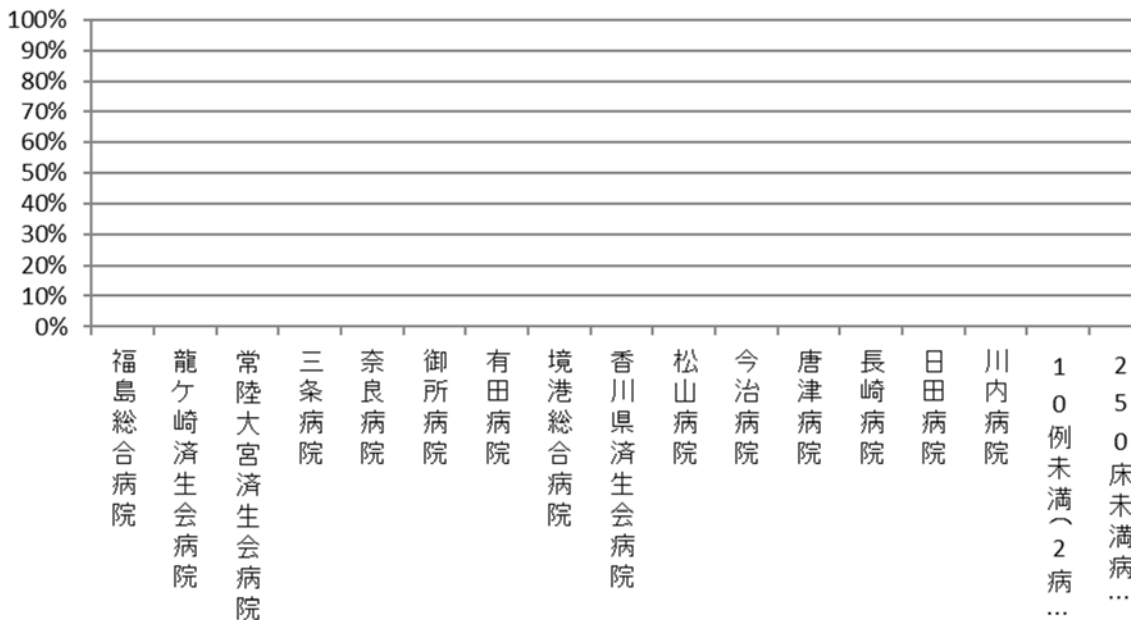 100%
90%
80%
70%
60%
50%
40%
30%
20%
10%
0%
福島総合病院
龍ケ崎済生会病院
常陸大宮済生会病院
三条病院
奈良病院
御所病院
有田病院
境港総合病院
香川県済生会病院
松山病院
今治病院
唐津病院
長崎病院
日田病院
川内病院
10例未満(2病…
250床未満病…